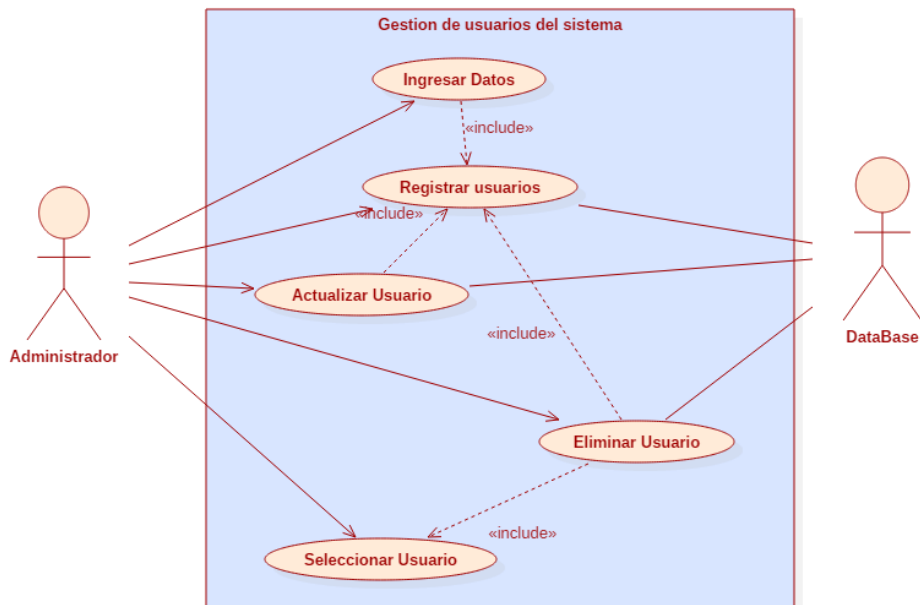 Gestion de usuarios del sistema
Ingresar Datos
«include»
Registrar usuarios
«include»
Actualizar Usuario
Administrador
DataBase
«include»
Eliminar Usuario
«include»
Seleccionar Usuario